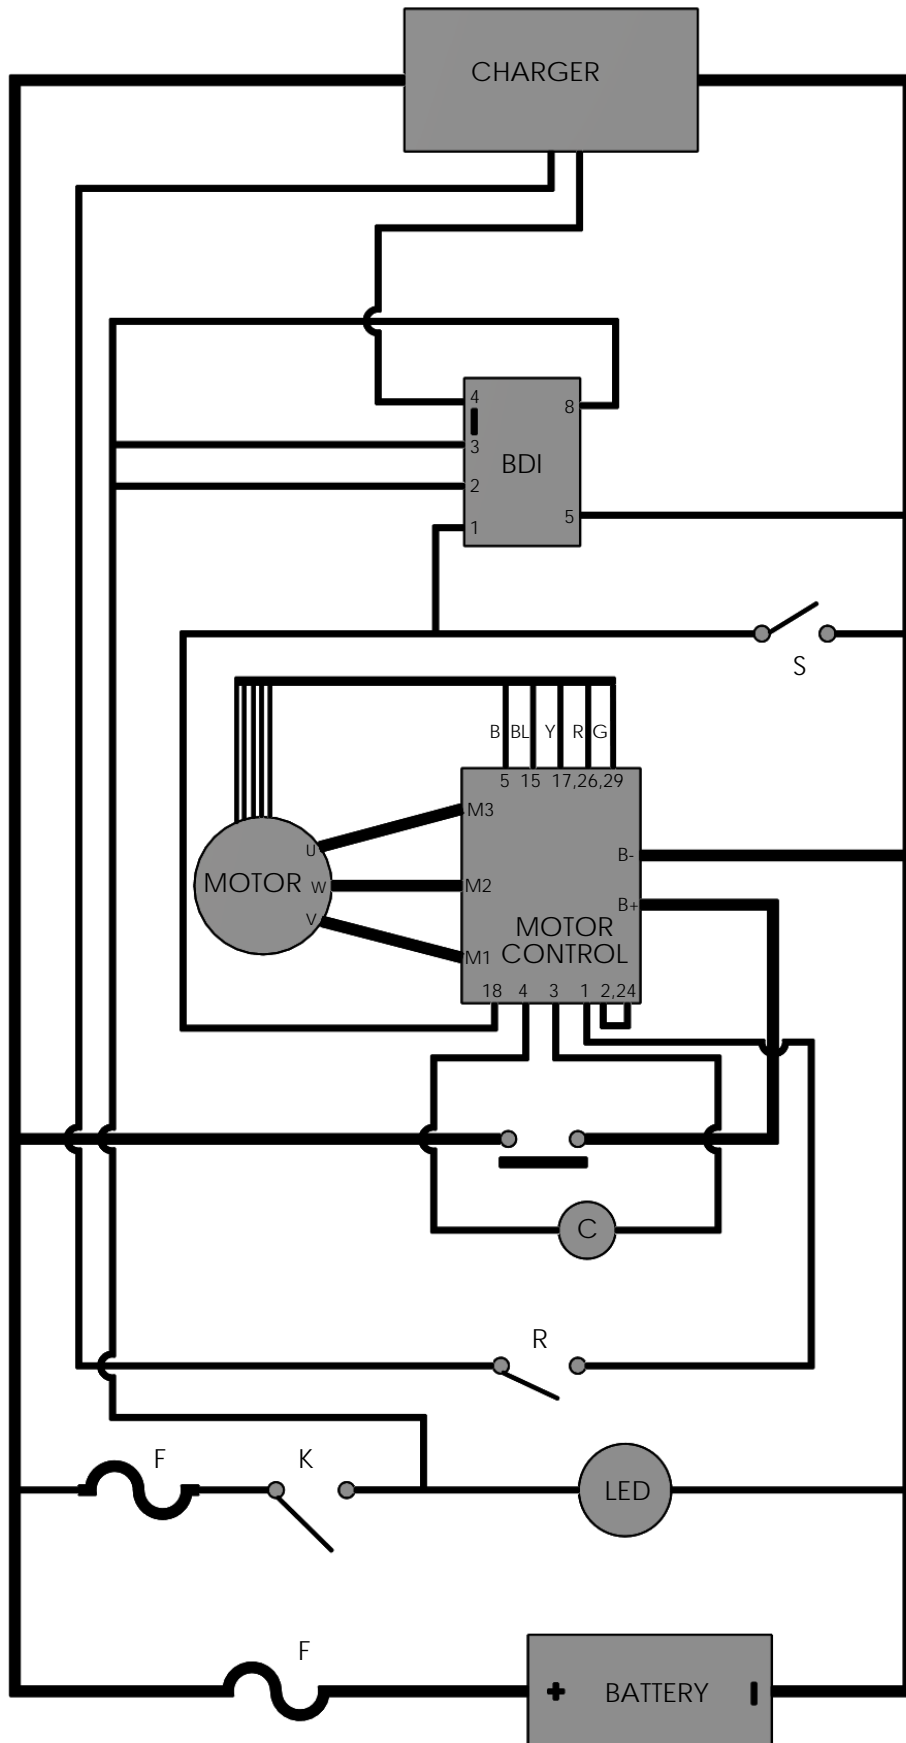 CHARGER
4
8
3
BDI
2
5
1
S
B BL Y R G
5 15 17,26,29
M3
U
B-
MOTOR W
M2
B+
V
MOTOR
CONTROL
M1
18 4 3 1 2,24
C
R
F K
LED
F
+ BATTERY -